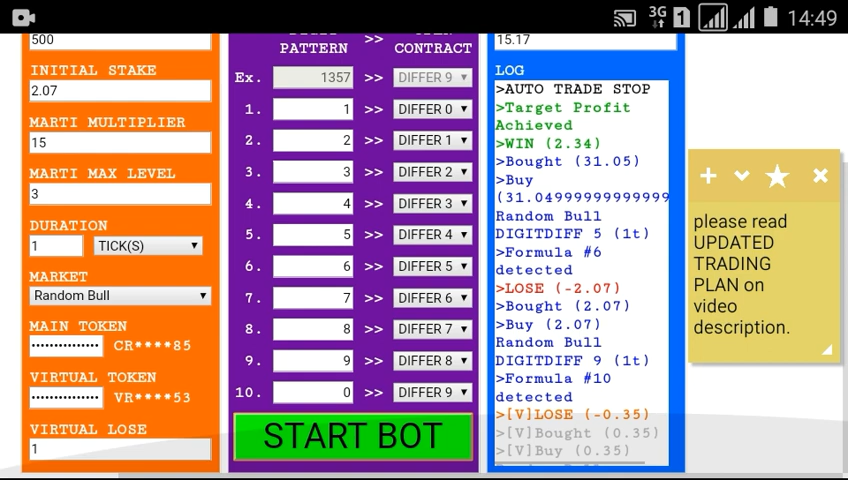 3G 1 14:49
500
INITIAL STAKE
2.07
MARTI MULTIPLIER
15
MARTI MAX LEVEL
3
DURATION
1 TICK(S)
MARKET
Random Bull
MAIN TOKEN
CR****85
VIRTUAL TOKEN
VR****53
VIRTUAL LOSE
1
PATTERN >> CONTRACT
Ex. 1357 >> DIFFER 9
1. 1 >> DIFFER 0
2. 2 >> DIFFER 1
3. 3 >> DIFFER 2
4. 4 >> DIFFER 3
5. 5 >> DIFFER 4
6. 6 >> DIFFER 5
7. 7 >> DIFFER 6
8. 8 >> DIFFER 7
9. 9 >> DIFFER 8
10. 0 >> DIFFER 9
START BOT
15.17
LOG
>AUTO TRADE STOP
>Target Profit
Achieved
>WIN (2.34)
>Bought (31.05)
>Buy
(31.04999999999999
Random Bull
DIGITDIFF 5 (1t)
>Formula #6
detected
>LOSE (-2.07)
>Bought (2.07)
>Buy (2.07)
Random Bull
DIGITDIFF 9 (1t)
>Formula #10
detected
>[V]LOSE (-0.35)
>[V]Bought (0.35)
>[V]Buy (0.35)
please read
UPDATED
TRADING
PLAN on
video
description.